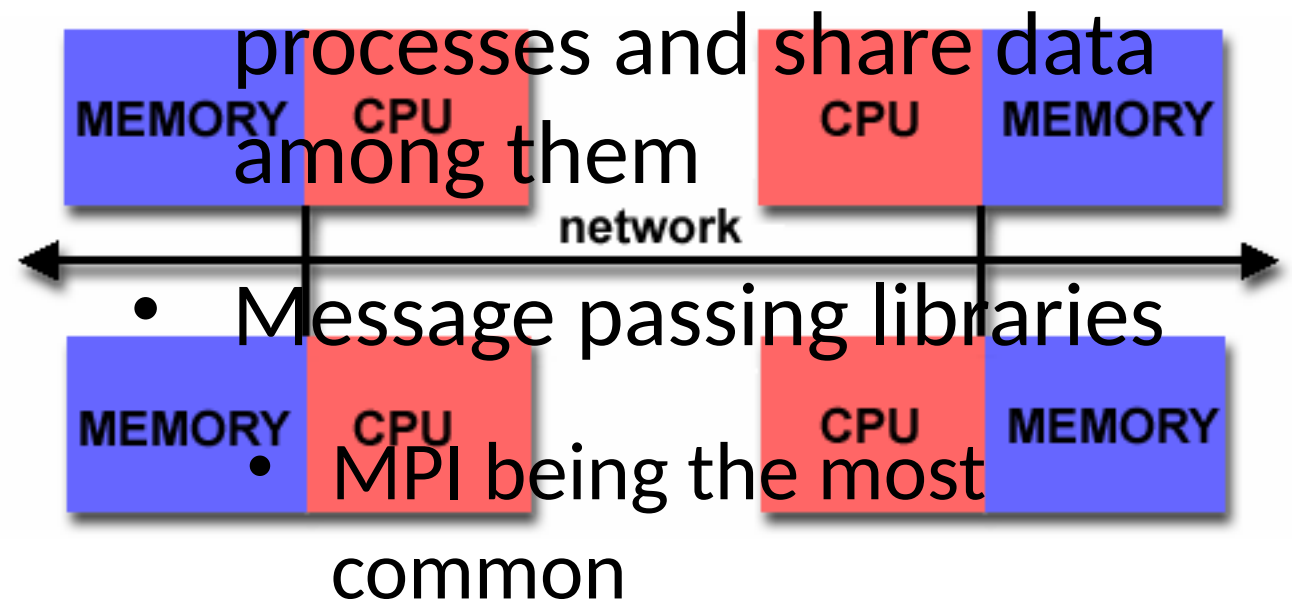 processes and share data
MEMORY CPU CPU MEMORY
among them
network
• Message passing libraries
MEMORY CPU CPU MEMORY
• MPI being the most
common